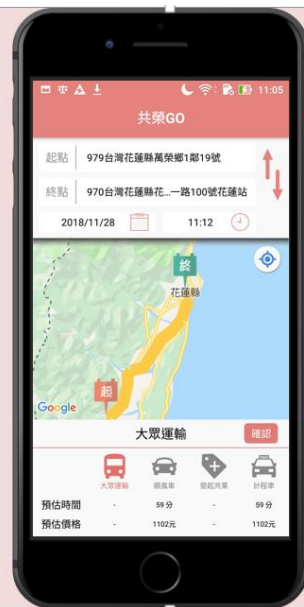 11:05
共榮GO
起點 979台灣花蓮縣萬榮鄉1鄰19號
終點 970台灣花蓮縣花...一路100號花蓮站
2018/11/28 11:12
終
花蓮縣
起
Google
大眾運輸 確認
大眾運輸 順風車 發起共乘 計程車
預估時間 - 59 分 - 59 分
預估價格 - 1102元 - 1102元